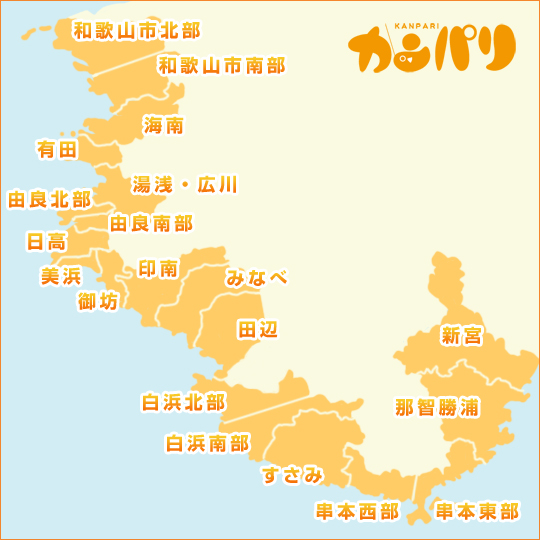 KANPARI
カンパリ
和歌山市北部
和歌山市南部
海南
有田
湯浅・広川
由良北部
由良南部
日高
美浜
印南
みなべ
御坊
田辺
新宮
白浜北部
那智勝浦
白浜南部
すさみ
串本西部
串本東部